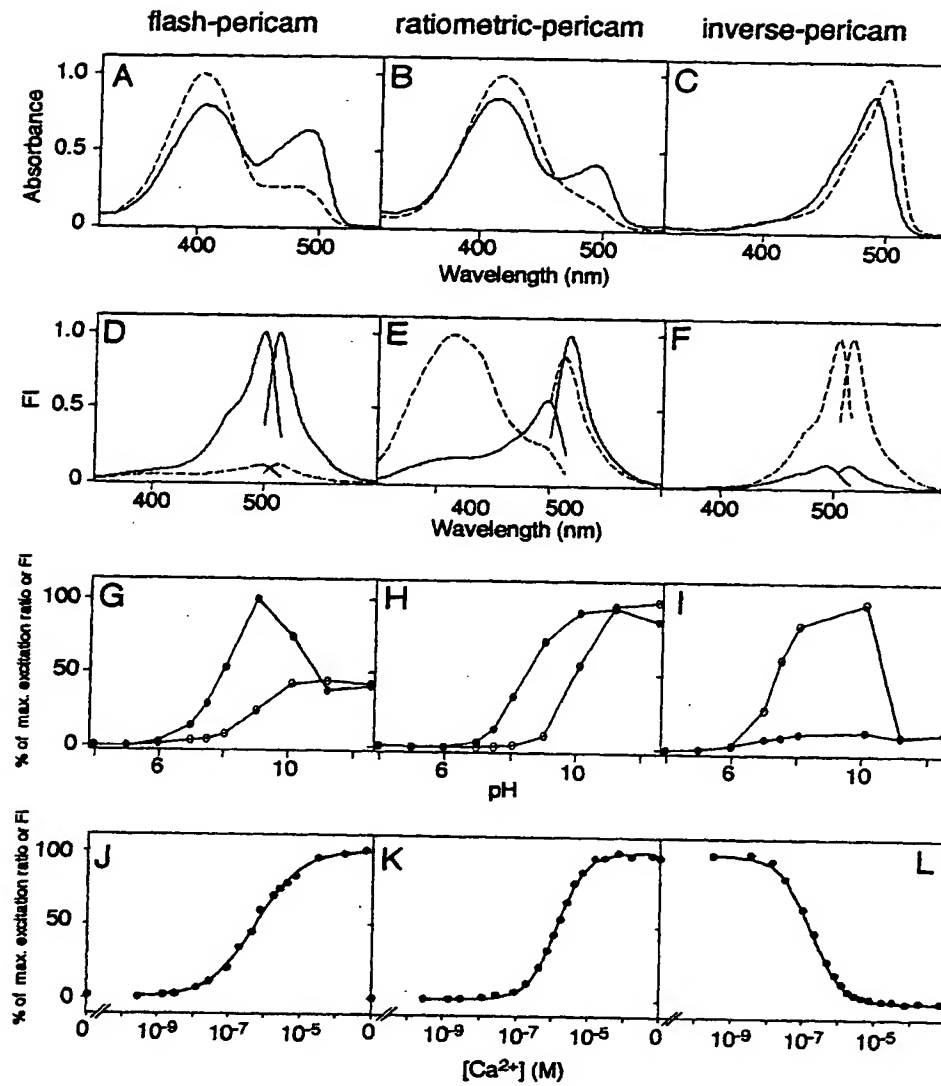 flash-pericam ratiometric-pericam inverse-pericam
A B C
Absorbance
1.0
0.5
0
400 500 400 500 400 500
Wavelength (nm)
D E F
FI
1.0
0.5
0
400 500 400 500 400 500
Wavelength (nm)
G H I
% of max. excitation ratio or FI
100
50
0
6 10 6 10 6 10
pH
J K L
% of max. excitation ratio or FI
100
50
0
0 10⁻⁹ 10⁻⁷ 10⁻⁵ 0 10⁻⁹ 10⁻⁷ 10⁻⁵ 0 10⁻⁹ 10⁻⁷ 10⁻⁵
[Ca²⁺] (M)